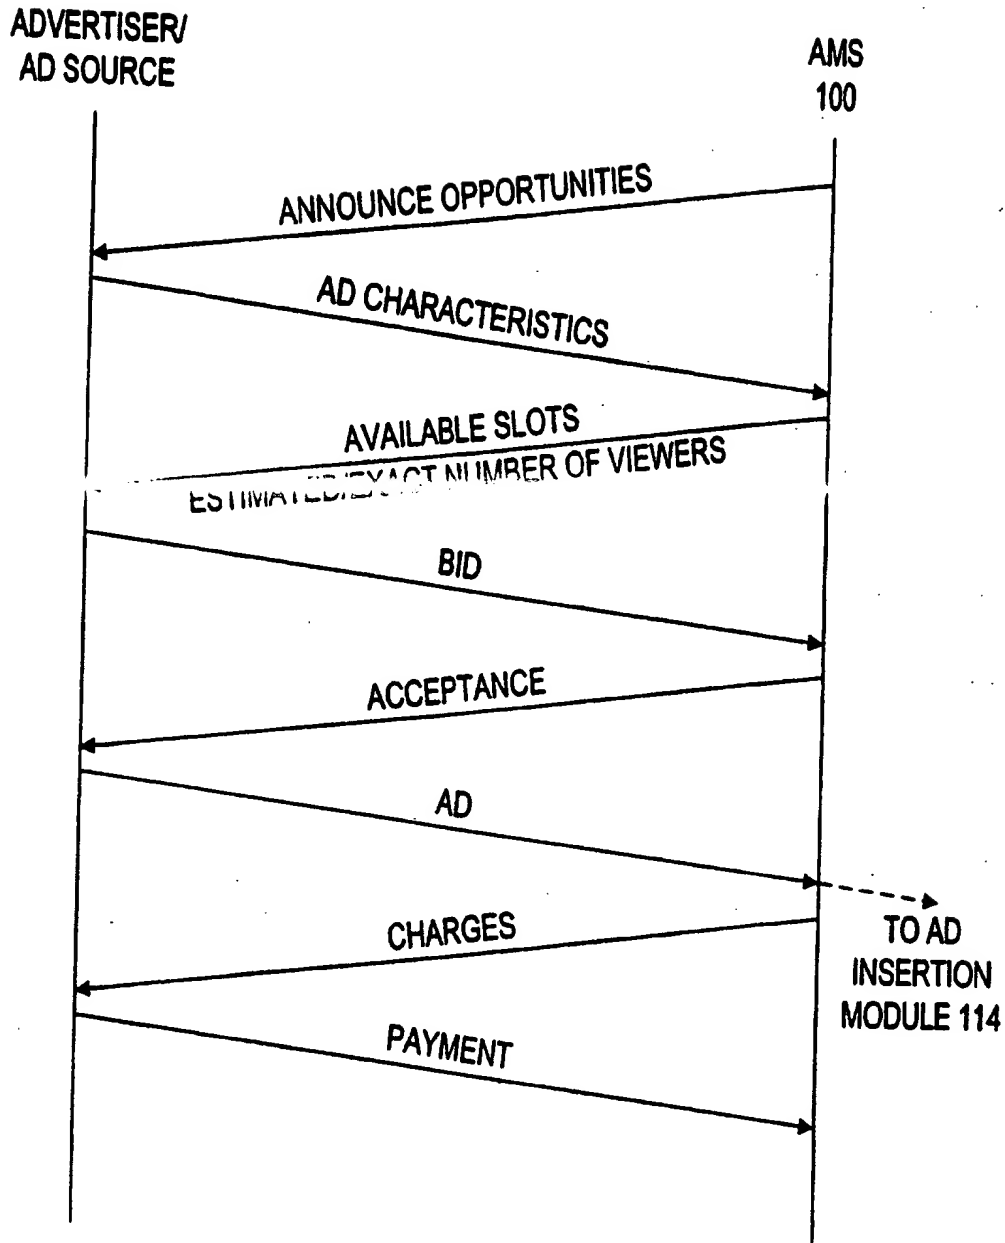 ADVERTISER/
AD SOURCE
AMS
100
ANNOUNCE OPPORTUNITIES
AD CHARACTERISTICS
AVAILABLE SLOTS
NUMBER OF VIEWERS
BID
ACCEPTANCE
AD
TO AD
INSERTION
MODULE 114
CHARGES
PAYMENT